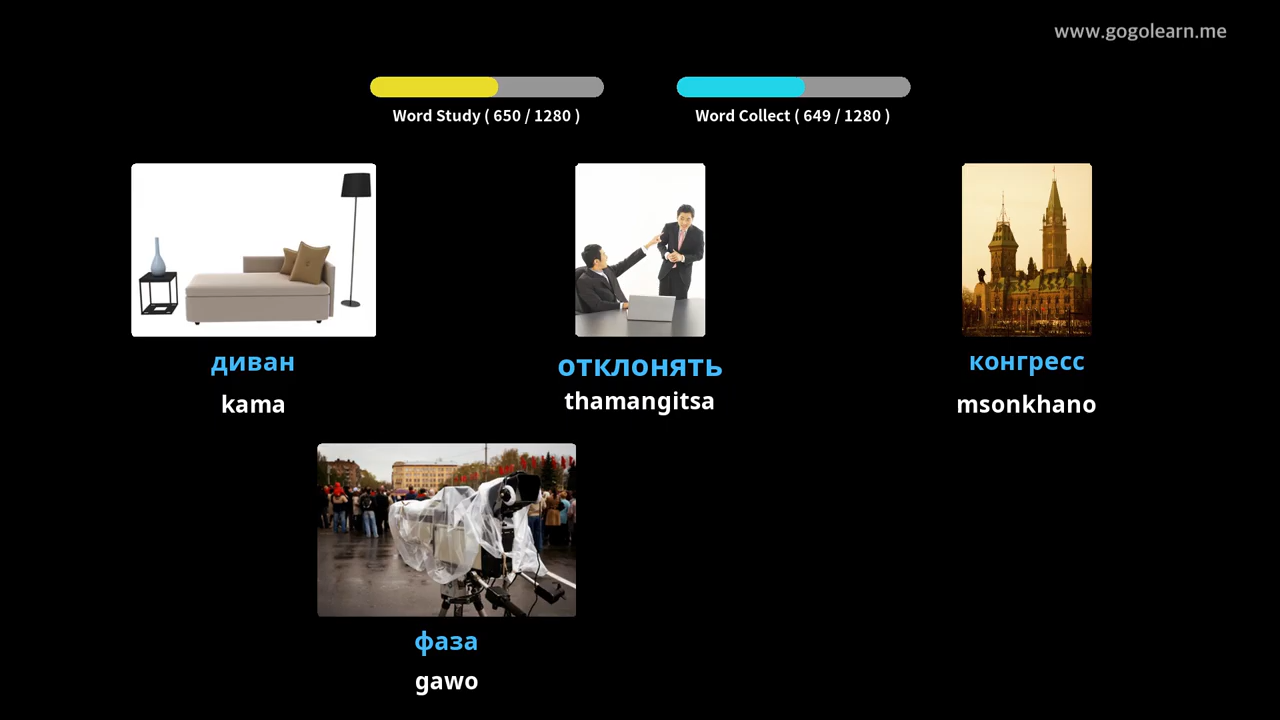 www.gogolearn.me
Word Study ( 650 / 1280 )
Word Collect ( 649 / 1280 )
диван
kama
отклонять
thamangitsa
конгресс
msonkhano
фаза
gawo